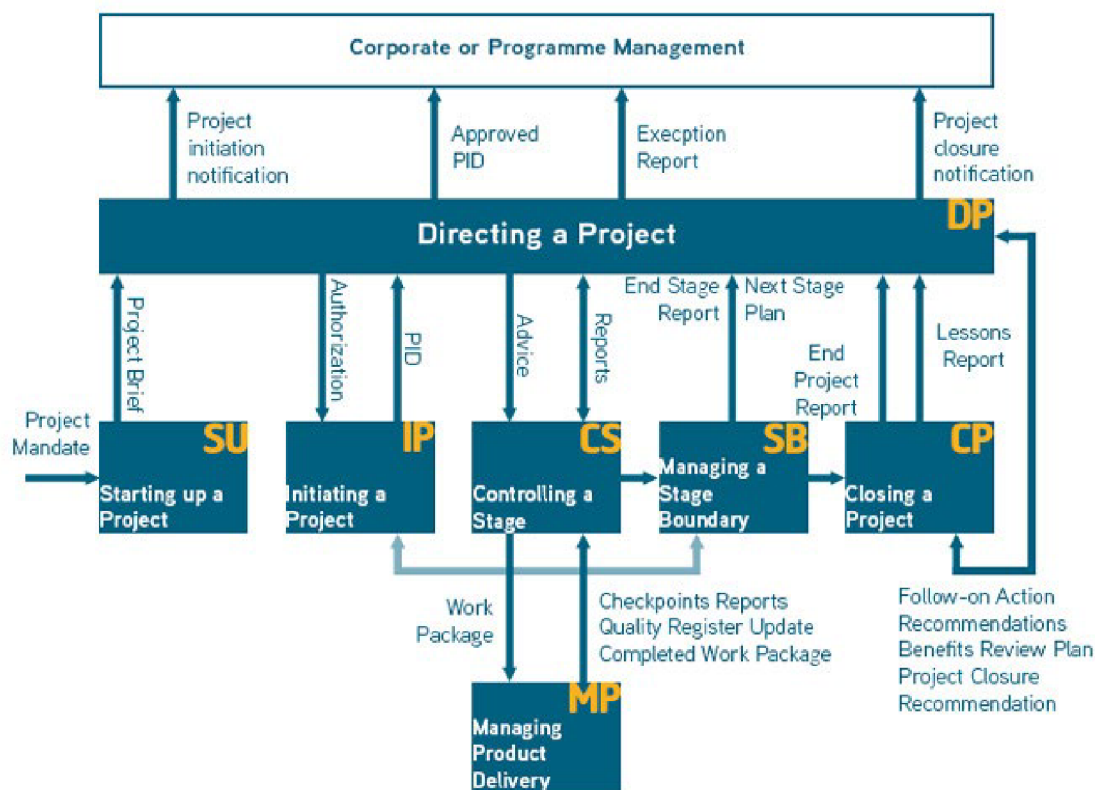 Corporate or Programme Management
Project
initiation
notification
Approved
PID
Execption
Report
Project
closure
notification
DP
Directing a Project
Project Brief
Authorization
PID
Advice
Reports
End Stage
Report
Next Stage
Plan
End
Project
Report
Lessons
Report
Project
Mandate
SU
Starting up a
Project
IP
Initiating a
Project
CS
Controlling a
Stage
SB
Managing a
Stage
Boundary
CP
Closing a
Project
Work
Package
Checkpoints Reports
Quality Register Update
Completed Work Package
Follow-on Action
Recommendations
Benefits Review Plan
Project Closure
Recommendation
MP
Managing
Product
Delivery